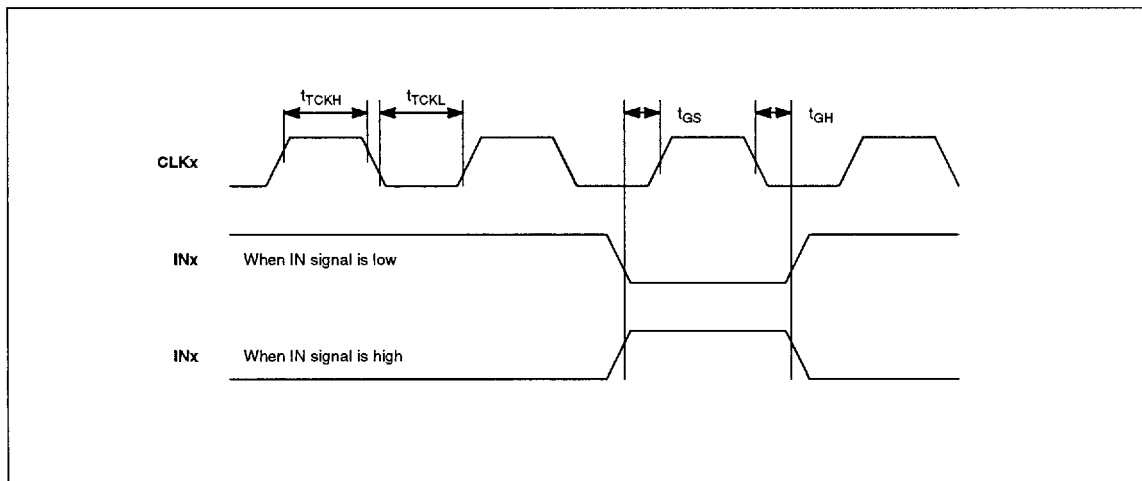 tTCKH
tTCKL
tGS
tGH
CLKx
INx When IN signal is low
INx When IN signal is high